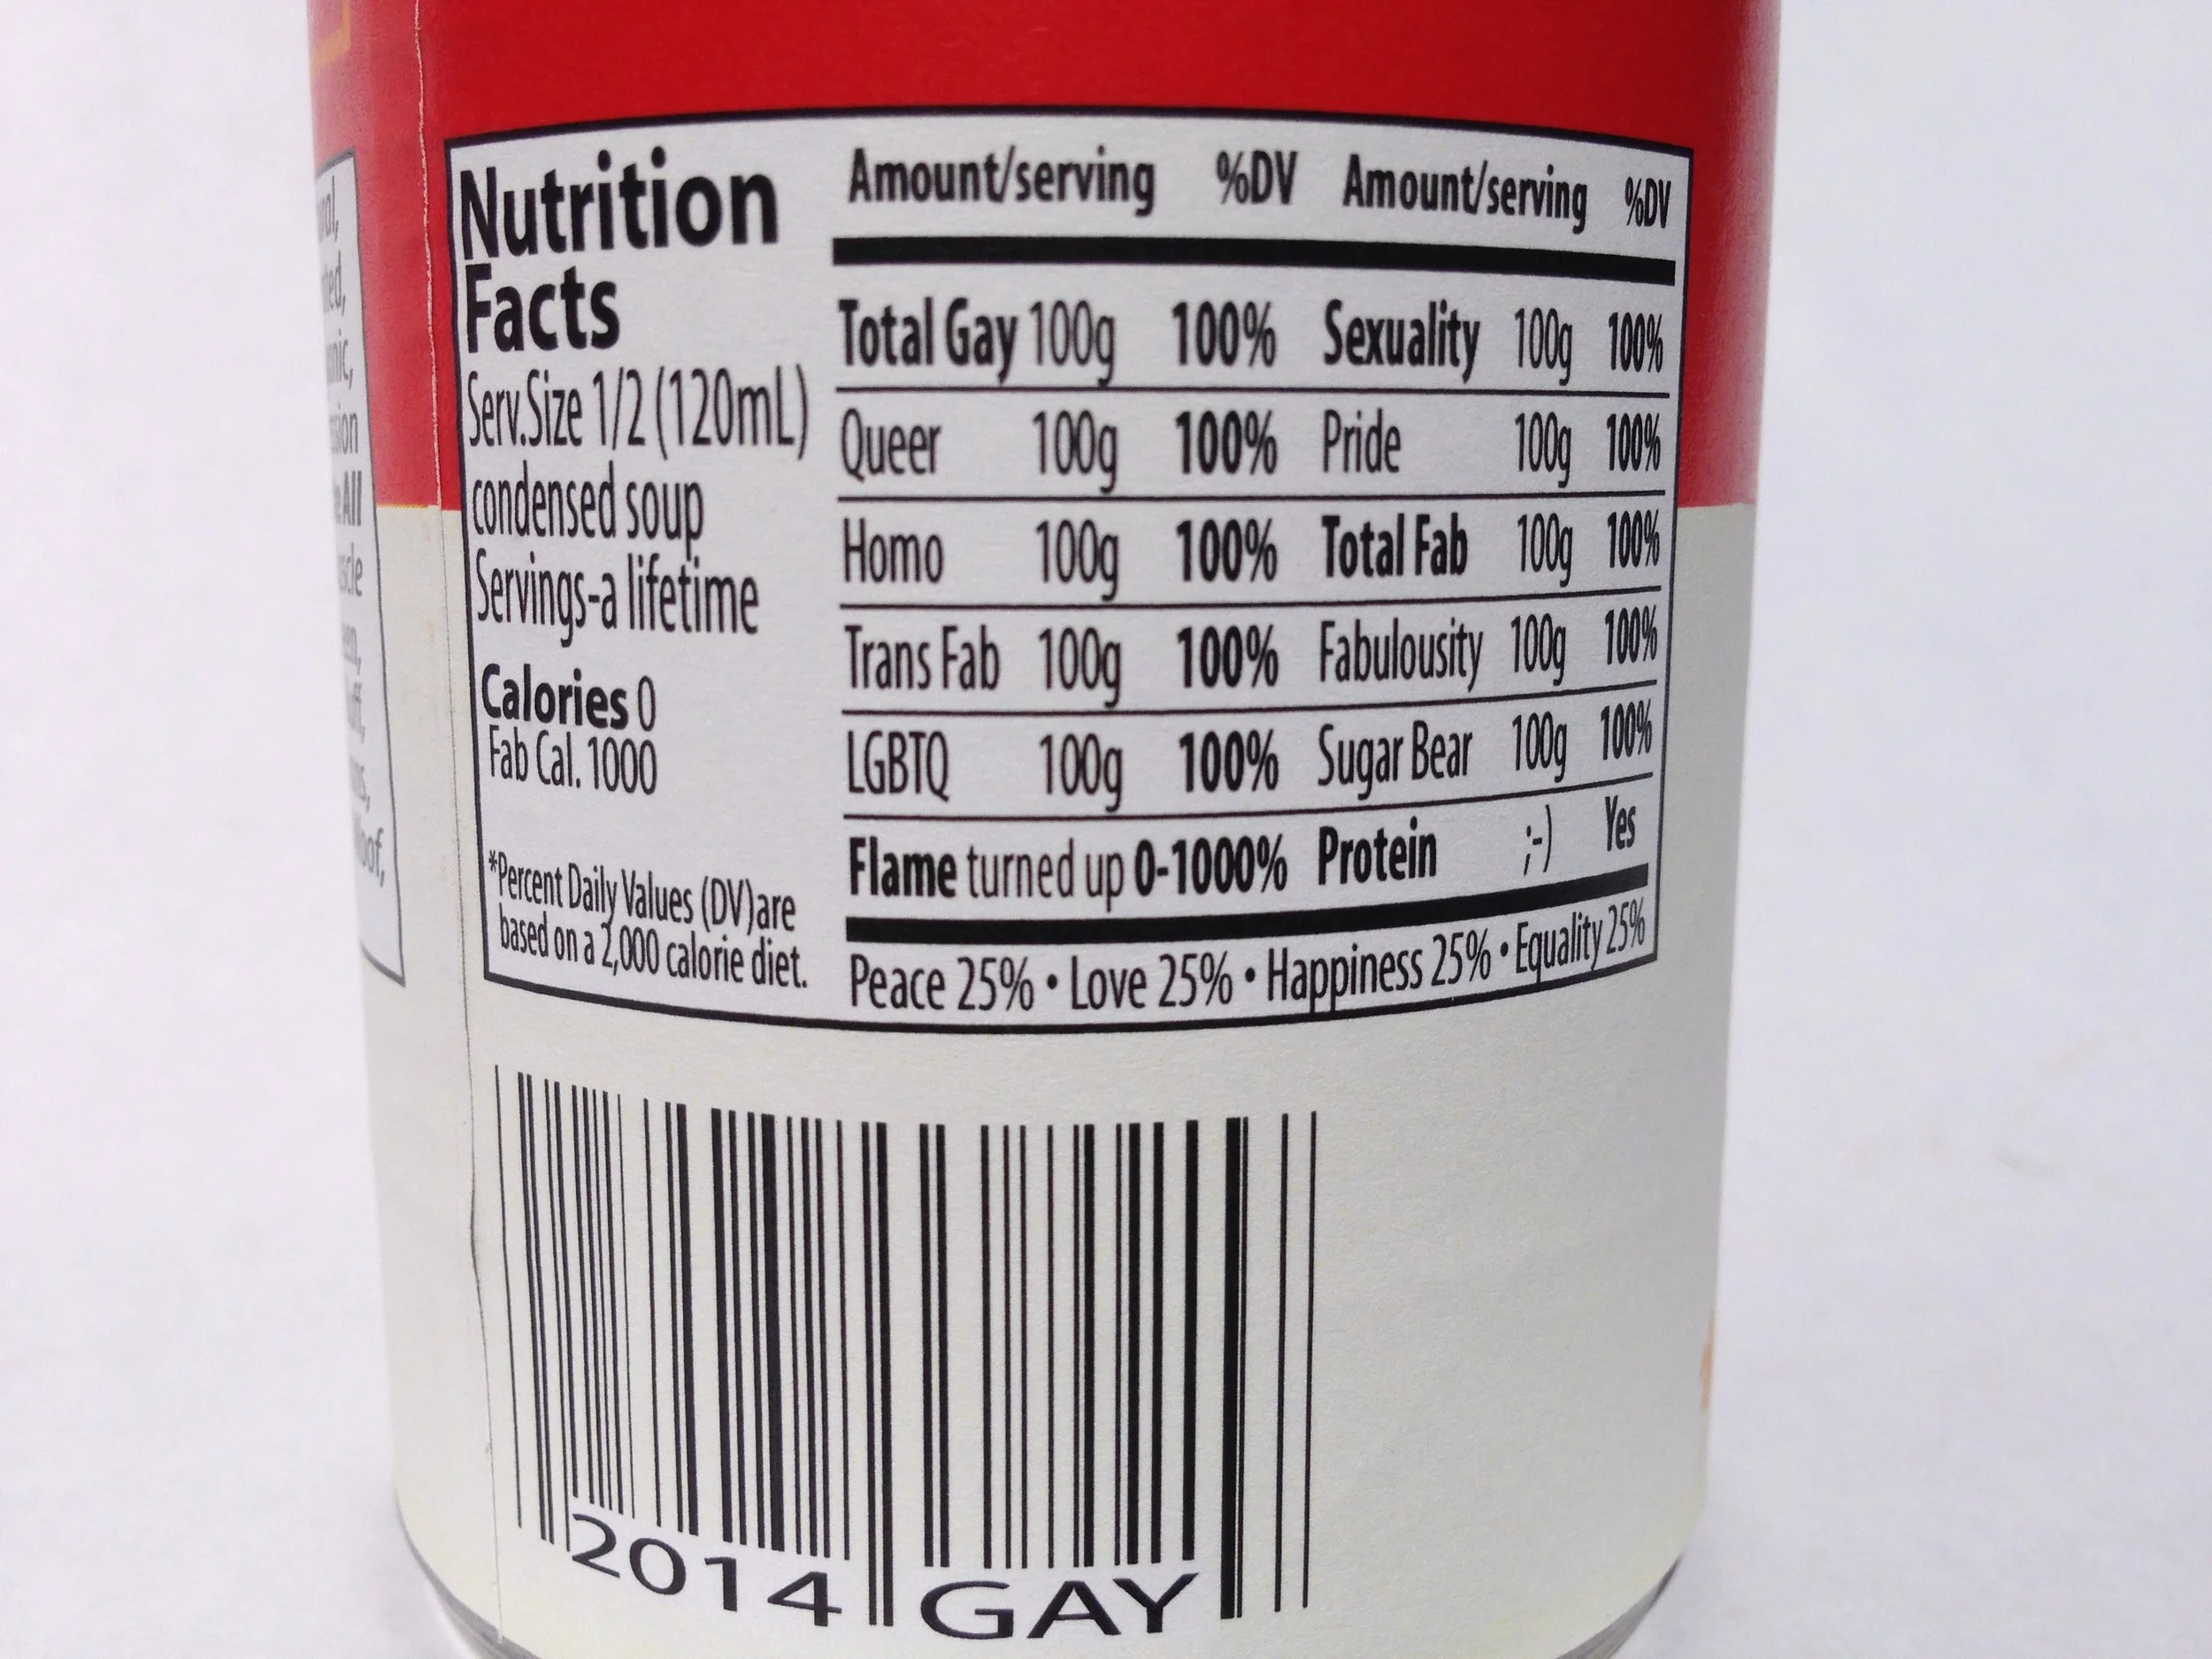 Nutrition
Facts
Serv.Size 1/2 (120mL)
condensed soup
Servings-a lifetime
Calories 0
Fab Cal. 1000
*Percent Daily Values (DV)are
based on a 2,000 calorie diet.
Amount/serving %DV Amount/serving %DV
Total Gay 100g 100% Sexuality 100g 100%
Queer 100g 100% Pride 100g 100%
Homo 100g 100% Total Fab 100g 100%
Trans Fab 100g 100% Fabulousity 100g 100%
LGBTQ 100g 100% Sugar Bear 100g 100%
Flame turned up 0-1000% Protein ;-) Yes
Peace 25% • Love 25% • Happiness 25% • Equality 25%
2014 GAY